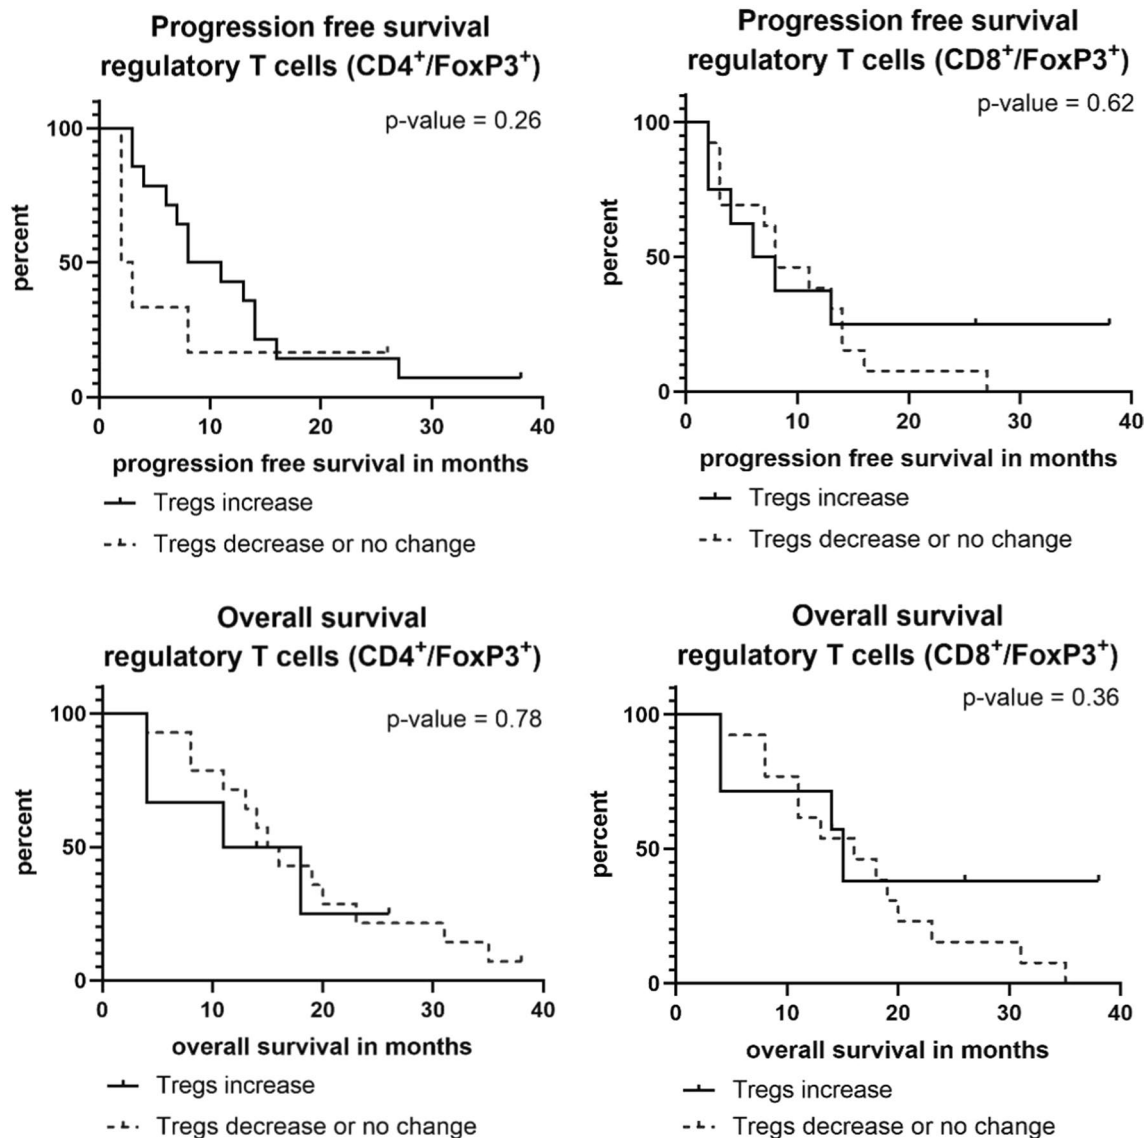 Progression free survival
regulatory T cells (CD4⁺/FoxP3⁺)
p-value = 0.26
100
50
0
percent
0 10 20 30 40
progression free survival in months
Tregs increase
Tregs decrease or no change
Progression free survival
regulatory T cells (CD8⁺/FoxP3⁺)
p-value = 0.62
100
50
0
percent
0 10 20 30 40
progression free survival in months
Tregs increase
Tregs decrease or no change
Overall survival
regulatory T cells (CD4⁺/FoxP3⁺)
p-value = 0.78
100
50
0
percent
0 10 20 30 40
overall survival in months
Tregs increase
Tregs decrease or no change
Overall survival
regulatory T cells (CD8⁺/FoxP3⁺)
p-value = 0.36
100
50
0
percent
0 10 20 30 40
overall survival in months
Tregs increase
Tregs decrease or no change